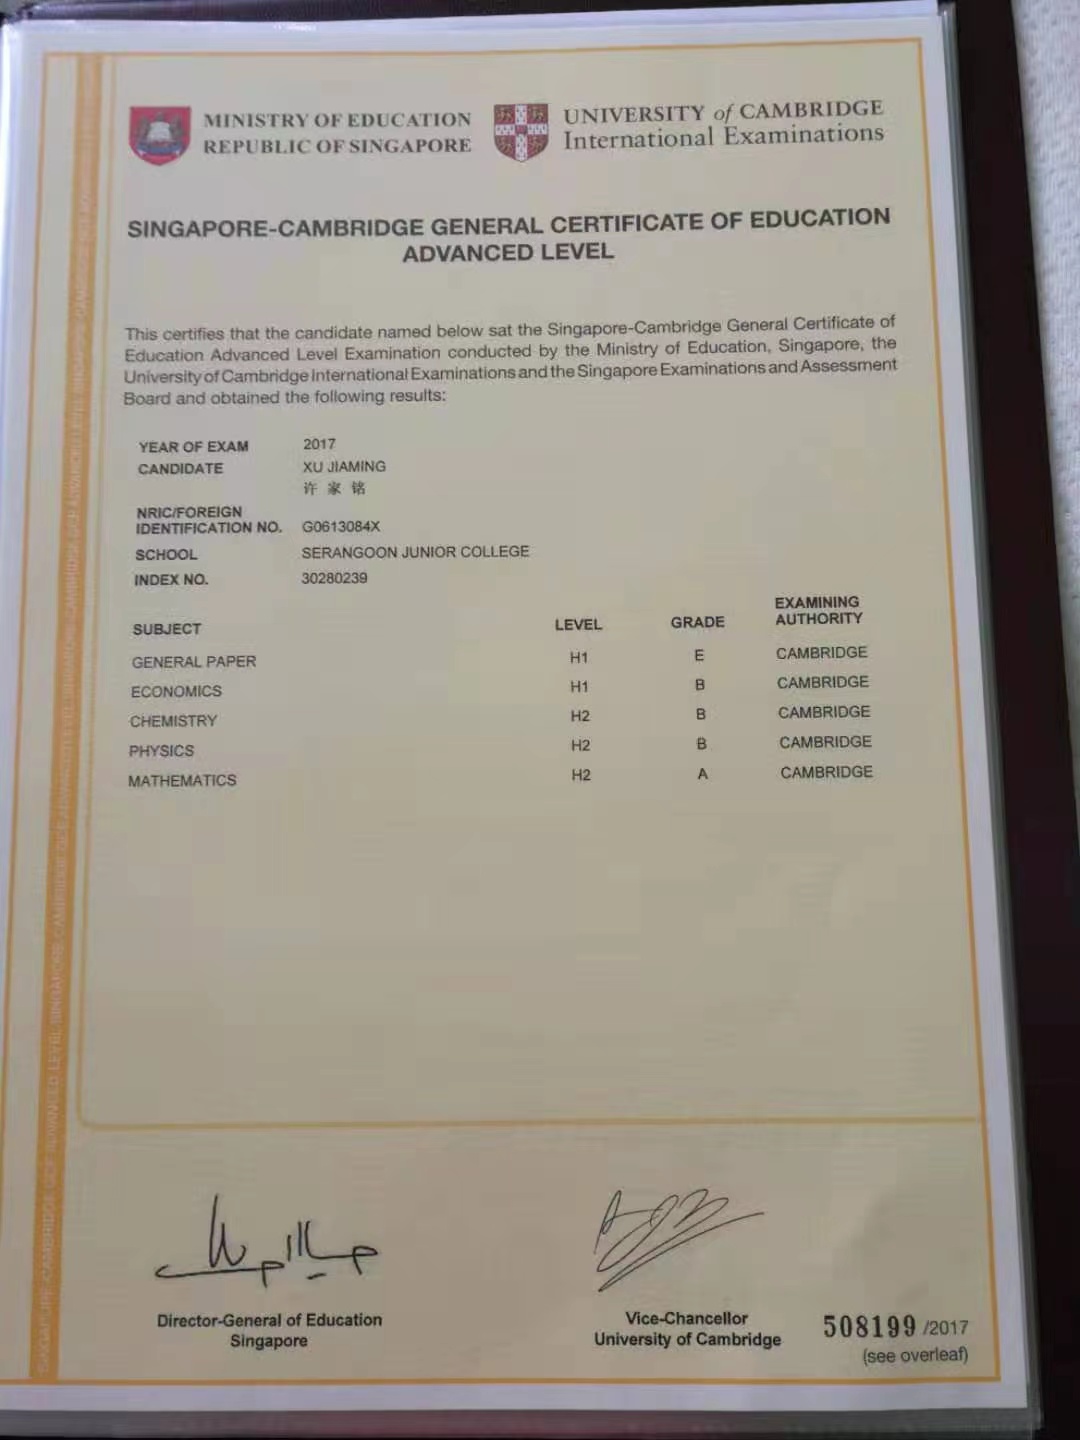 MINISTRY OF EDUCATION
REPUBLIC OF SINGAPORE
UNIVERSITY of CAMBRIDGE
International Examinations
SINGAPORE-CAMBRIDGE GENERAL CERTIFICATE OF EDUCATION
ADVANCED LEVEL
This certifies that the candidate named below sat the Singapore-Cambridge General Certificate of
Education Advanced Level Examination conducted by the Ministry of Education, Singapore, the
University of Cambridge International Examinations and the Singapore Examinations and Assessment
Board and obtained the following results:
YEAR OF EXAM 2017
CANDIDATE XU JIAMING
许家铭
NRIC/FOREIGN
IDENTIFICATION NO. G0613084X
SCHOOL SERANGOON JUNIOR COLLEGE
INDEX NO. 30280239
SUBJECT LEVEL GRADE EXAMINING AUTHORITY
GENERAL PAPER H1 E CAMBRIDGE
ECONOMICS H1 B CAMBRIDGE
CHEMISTRY H2 B CAMBRIDGE
PHYSICS H2 B CAMBRIDGE
MATHEMATICS H2 A CAMBRIDGE
Director-General of Education
Singapore
Vice-Chancellor
University of Cambridge
508199 /2017
(see overleaf)